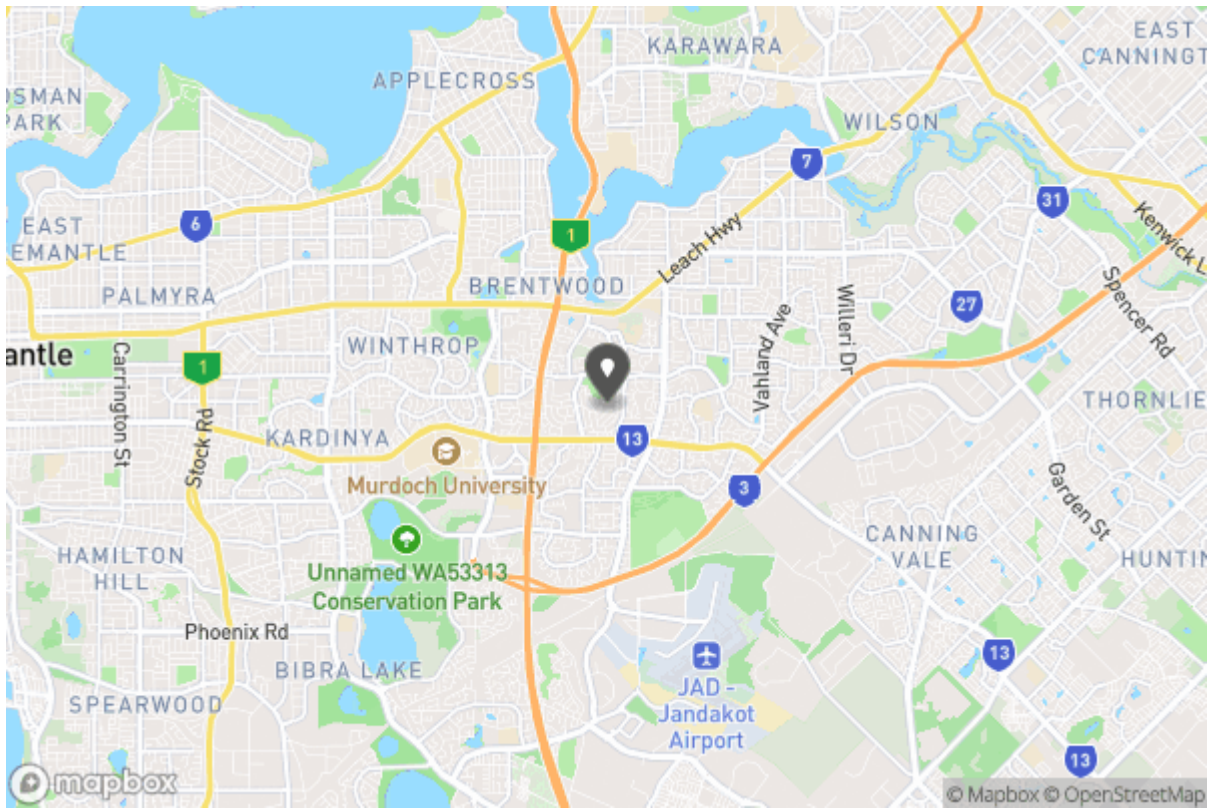 KARAWARA
EAST
CANNINGT
APPLECROSS
OSMAN
PARK
WILSON
7
31
6
EAST
EMANTLE
1
Leach Hwy
Kenwick L
PALMYRA
BRENTWOOD
27
Spencer Rd
Willeri Dr
Vahland Ave
antle
WINTHROP
1
Carrington St
THORNLIE
Stock Rd
KARDINYA
13
Murdoch University
3
Garden St
CANNING
VALE
HAMILTON
HILL
HUNTIN
Unnamed WA53313
Conservation Park
Phoenix Rd
13
BIBRA LAKE
JAD -
Jandakot
Airport
SPEARWOOD
13
mapbox
© Mapbox © OpenStreetMap